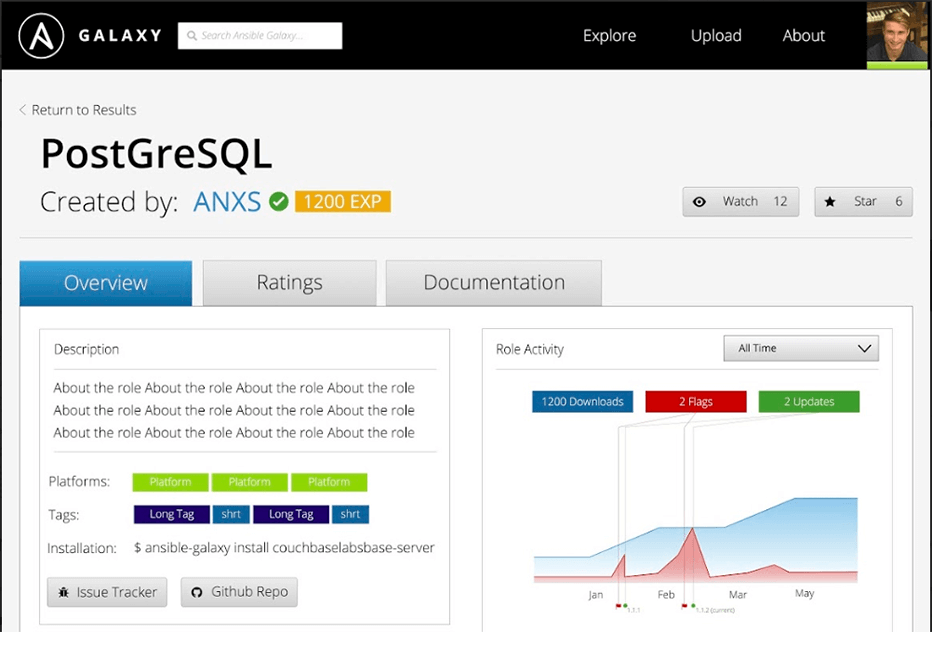 GALAXY
Search Ansible Galaxy...
Explore
Upload
About
Return to Results
PostGreSQL
Created by: ANXS 1200 EXP
Watch 12
Star 6
Overview
Ratings
Documentation
Description
About the role About the role About the role About the role
About the role About the role About the role About the role
About the role About the role About the role About the role
Platforms: Platform Platform Platform
Tags: Long Tag shrt Long Tag shrt
Installation: $ ansible-galaxy install couchbaselabsbase-server
Issue Tracker
Github Repo
Role Activity
All Time
1200 Downloads
2 Flags
2 Updates
Jan Feb Mar May
1.1.1
1.1.2 (current)